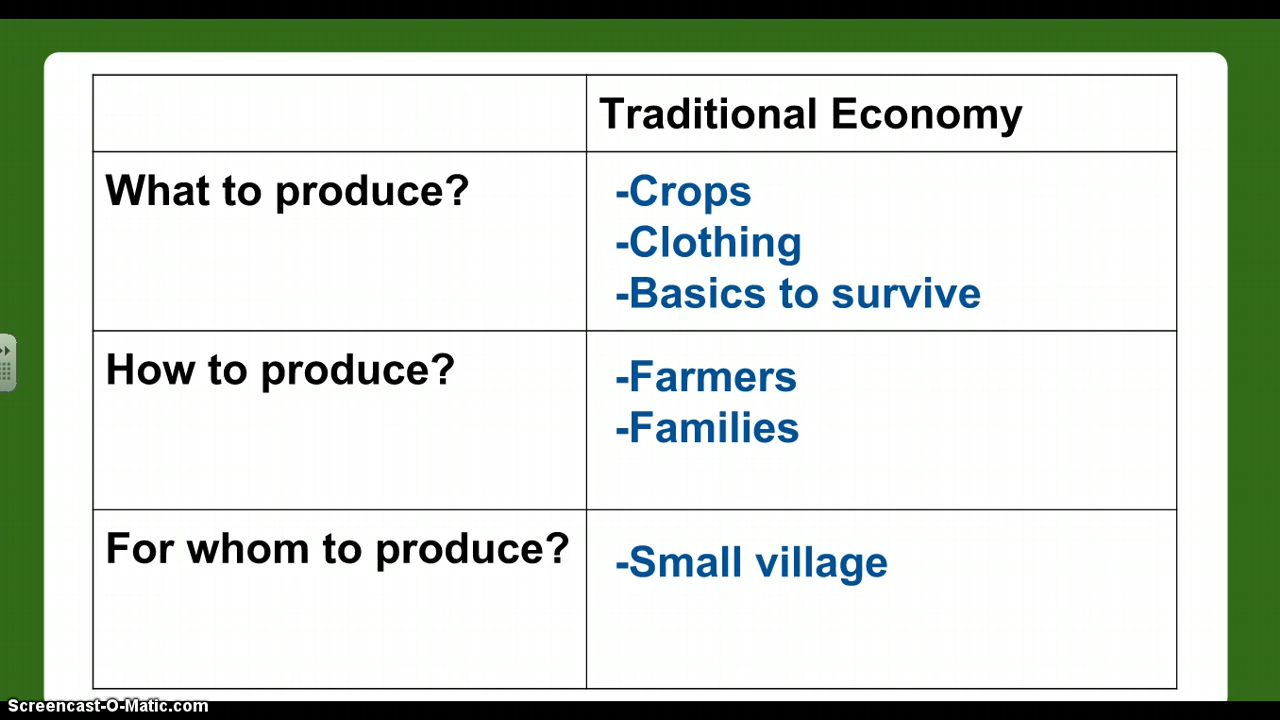 Traditional Economy
What to produce?
-Crops
-Clothing
-Basics to survive
How to produce?
-Farmers
-Families
For whom to produce?
-Small village
Screencast-O-Matic.com